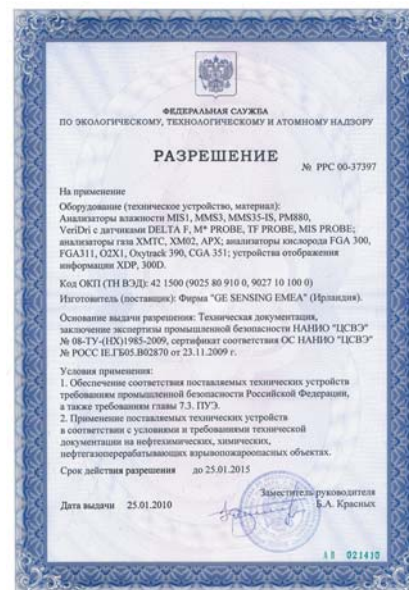 ФЕДЕРАЛЬНАЯ СЛУЖБА
ПО ЭКОЛОГИЧЕСКОМУ, ТЕХНОЛОГИЧЕСКОМУ И АТОМНОМУ НАДЗОРУ
РАЗРЕШЕНИЕ
№ РРС 00-37397
На применение
Оборудование (техническое устройство, материал):
Анализаторы влажности MIS1, MMS3, MMS35-IS, PM880,
VeriDri с датчиками DELTA F, M* PROBE, TF PROBE, MIS PROBE;
анализаторы газа XMTC, XM02, APX; анализаторы кислорода FGA 300,
FGA311, O2X1, Oxytrack 390, CGA 351; устройства отображения
информации XDP, 300D.
Код ОКП (ТН ВЭД): 42 1500 (9025 80 910 0, 9027 10 100 0)
Изготовитель (поставщик): Фирма "GE SENSING EMEA" (Ирландия).
Основание выдачи разрешения: Техническая документация,
заключение экспертизы промышленной безопасности НАНИО "ЦСВЭ"
№ 08-ТУ-(НХ)1985-2009, сертификат соответствия ОС НАНИО "ЦСВЭ"
№ РОСС IE.ГБ05.В02870 от 23.11.2009 г.
Условия применения:
1. Обеспечение соответствия поставляемых технических устройств
требованиям промышленной безопасности Российской Федерации,
а также требованиям главы 7.3. ПУЭ.
2. Применение поставляемых технических устройств
в соответствии с условиями и требованиями технической
документации на нефтехимических, химических,
нефтегазоперерабатывающих взрывопожароопасных объектах.
Срок действия разрешения до 25.01.2015
Заместитель руководителя
Дата выдачи 25.01.2010 Б.А. Красных
АВ 021410